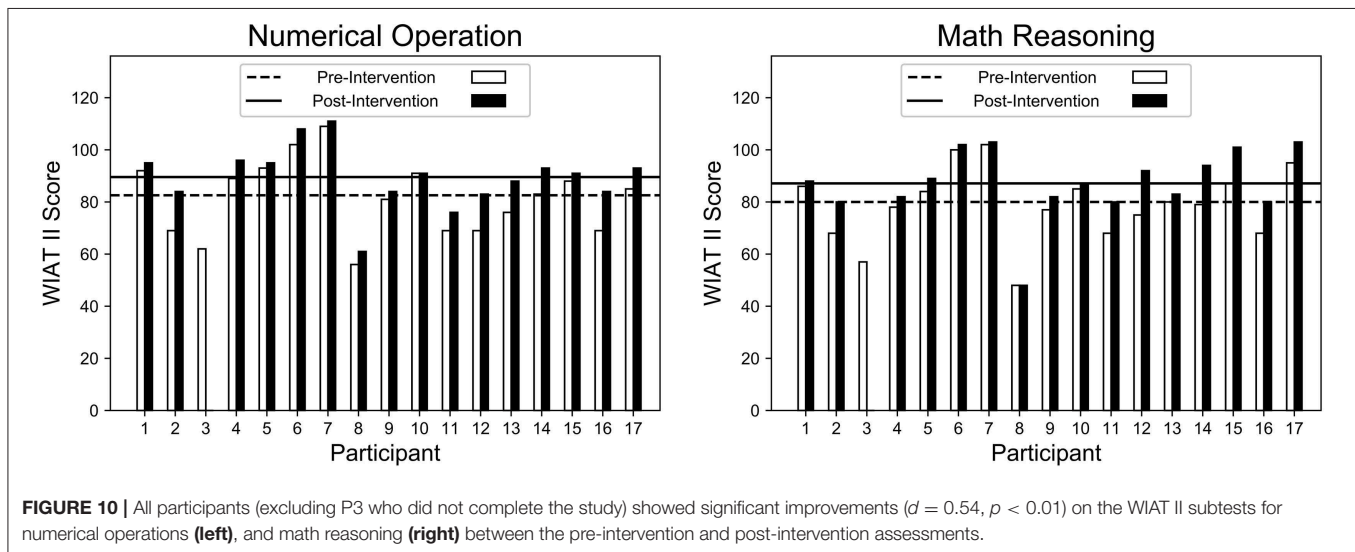 Numerical Operation
Pre-Intervention
Post-Intervention
WIAT II Score
120
100
80
60
40
20
0
1 2 3 4 5 6 7 8 9 10 11 12 13 14 15 16 17
Participant
Math Reasoning
Pre-Intervention
Post-Intervention
WIAT II Score
120
100
80
60
40
20
0
1 2 3 4 5 6 7 8 9 10 11 12 13 14 15 16 17
Participant
FIGURE 10 | All participants (excluding P3 who did not complete the study) showed significant improvements (d = 0.54, p < 0.01) on the WIAT II subtests for
numerical operations (left), and math reasoning (right) between the pre-intervention and post-intervention assessments.